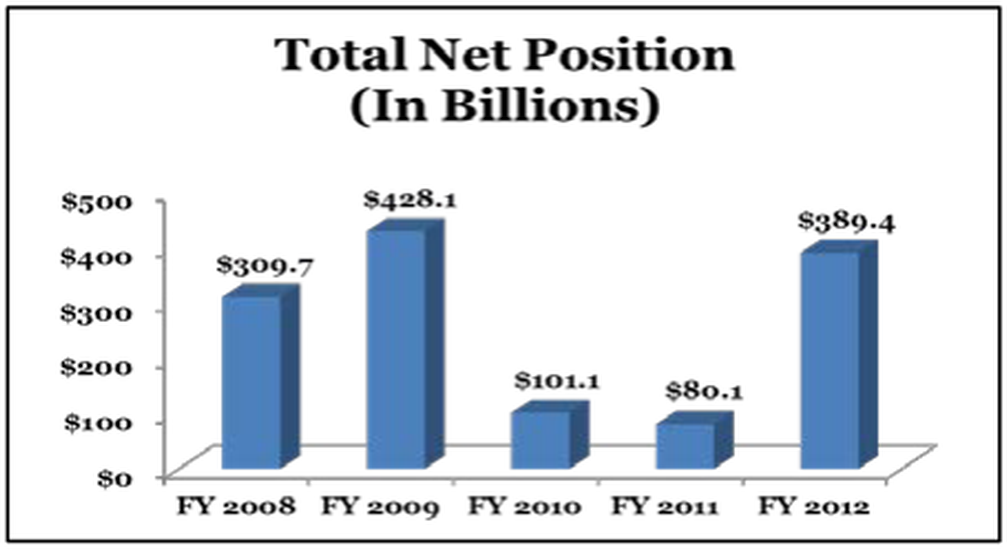 Total Net Position
(In Billions)
$500
$400
$300
$200
$100
$0
$309.7
$428.1
$101.1
$80.1
$389.4
FY 2008
FY 2009
FY 2010
FY 2011
FY 2012